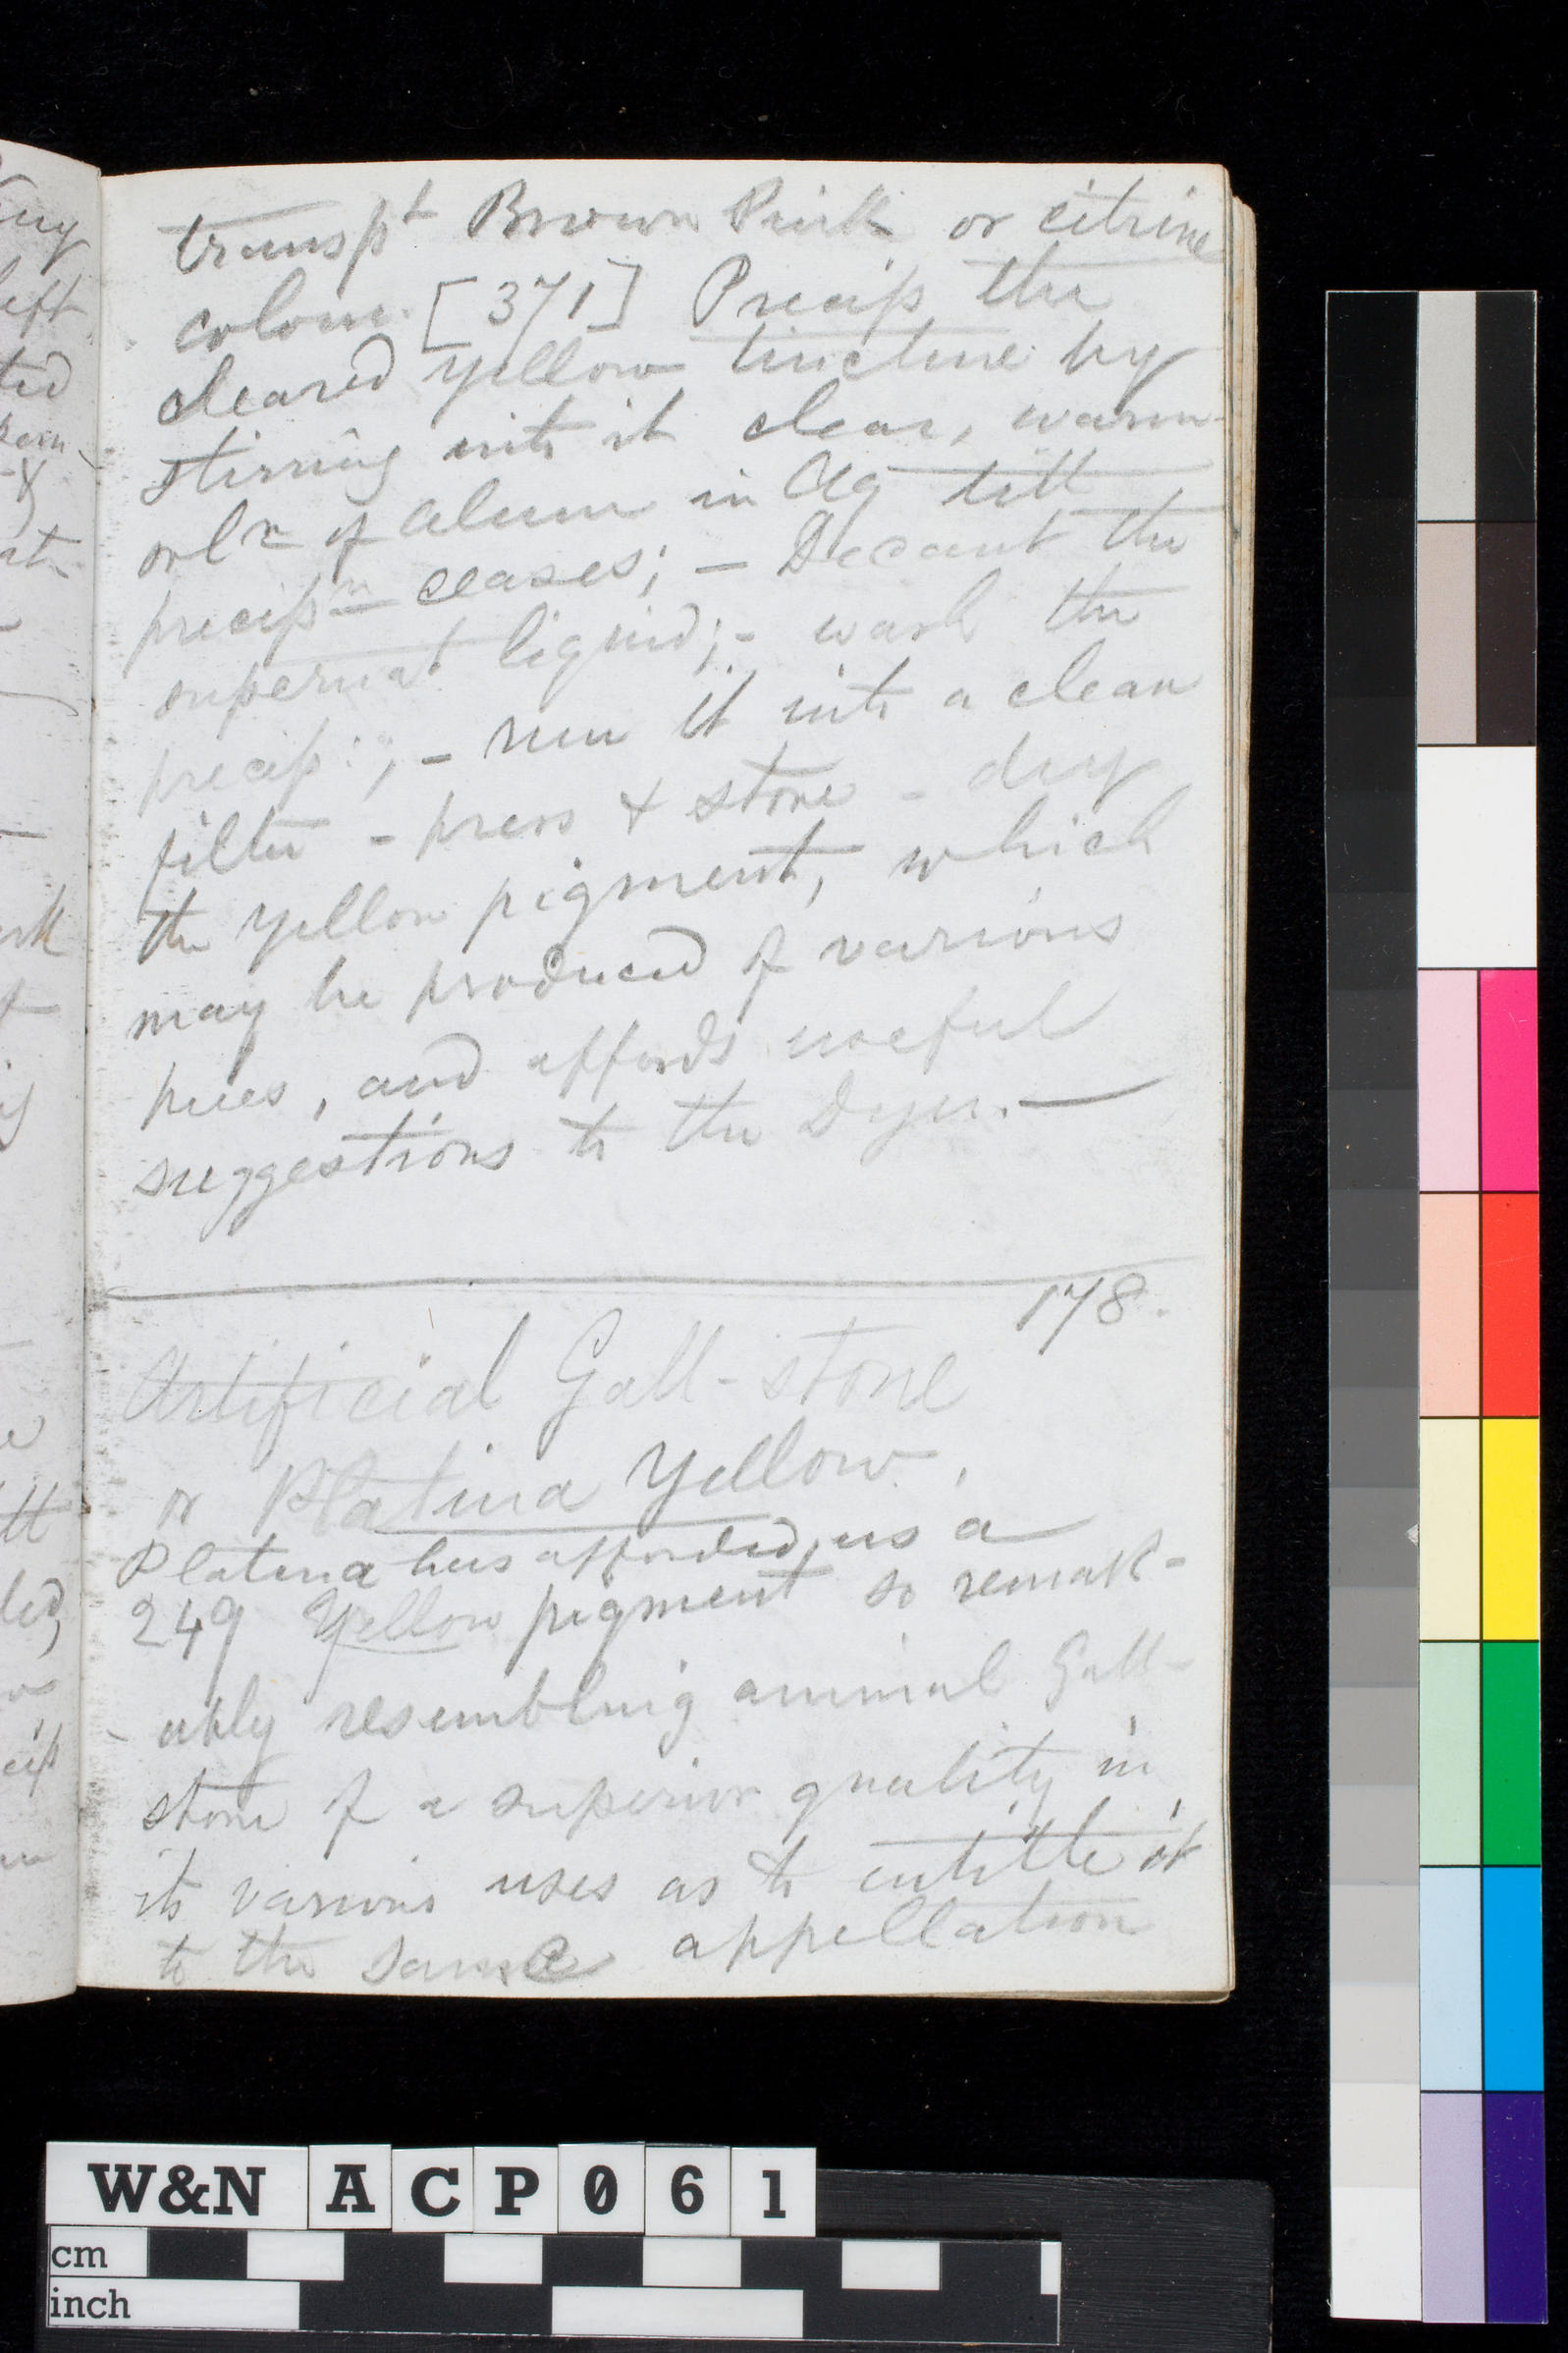 transpt Brown Pink or citrine
colour. [371] Precip the
cleared yellow tincture by
stirring into it clear, warm
soln of alum in Aq till
precipn ceases; – Decant the
supernat liquid; – wash the
precip:, – run it into a clean
filter – press & stove – dry
the yellow pigment, which
may be produced of various
hues, and affords useful
suggestions to the Dyer. —
178.
Artificial Gall-stone
or Platina Yellow.
Platina has afforded us a
249 Yellow pigment so remark-
-ably resembling animal Gall-
stone of a superior quality in
its various uses as to entitle it
to the same appellation
W&N ACP061
cm
inch